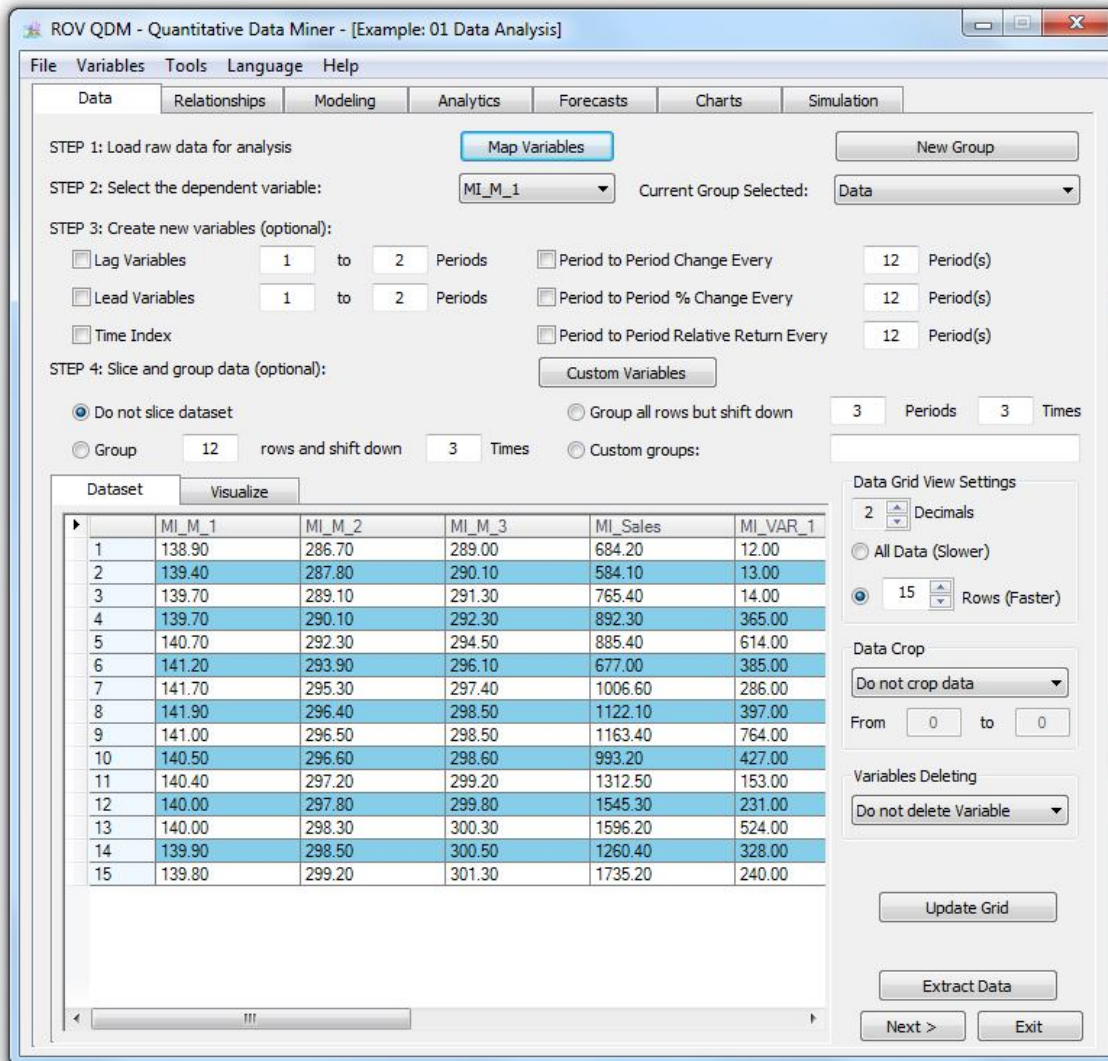 ROV QDM - Quantitative Data Miner - [Example: 01 Data Analysis]
File Variables Tools Language Help
Data Relationships Modeling Analytics Forecasts Charts Simulation
STEP 1: Load raw data for analysis Map Variables New Group
STEP 2: Select the dependent variable: MI_M_1 Current Group Selected: Data
STEP 3: Create new variables (optional):
Lag Variables 1 to 2 Periods Period to Period Change Every 12 Period(s)
Lead Variables 1 to 2 Periods Period to Period % Change Every 12 Period(s)
Time Index Period to Period Relative Return Every 12 Period(s)
STEP 4: Slice and group data (optional): Custom Variables
Do not slice dataset Group all rows but shift down 3 Periods 3 Times
Group 12 rows and shift down 3 Times Custom groups:
Dataset Visualize
MI_M_1 MI_M_2 MI_M_3 MI_Sales MI_VAR_1
1 138.90 286.70 289.00 684.20 12.00
2 139.40 287.80 290.10 584.10 13.00
3 139.70 289.10 291.30 765.40 14.00
4 139.70 290.10 292.30 892.30 365.00
5 140.70 292.30 294.50 885.40 614.00
6 141.20 293.90 296.10 677.00 385.00
7 141.70 295.30 297.40 1006.60 286.00
8 141.90 296.40 298.50 1122.10 397.00
9 141.00 296.50 298.50 1163.40 764.00
10 140.50 296.60 298.60 993.20 427.00
11 140.40 297.20 299.20 1312.50 153.00
12 140.00 297.80 299.80 1545.30 231.00
13 140.00 298.30 300.30 1596.20 524.00
14 139.90 298.50 300.50 1260.40 328.00
15 139.80 299.20 301.30 1735.20 240.00
Data Grid View Settings
2 Decimals
All Data (Slower)
15 Rows (Faster)
Data Crop
Do not crop data
From 0 to 0
Variables Deleting
Do not delete Variable
Update Grid
Extract Data
Next > Exit